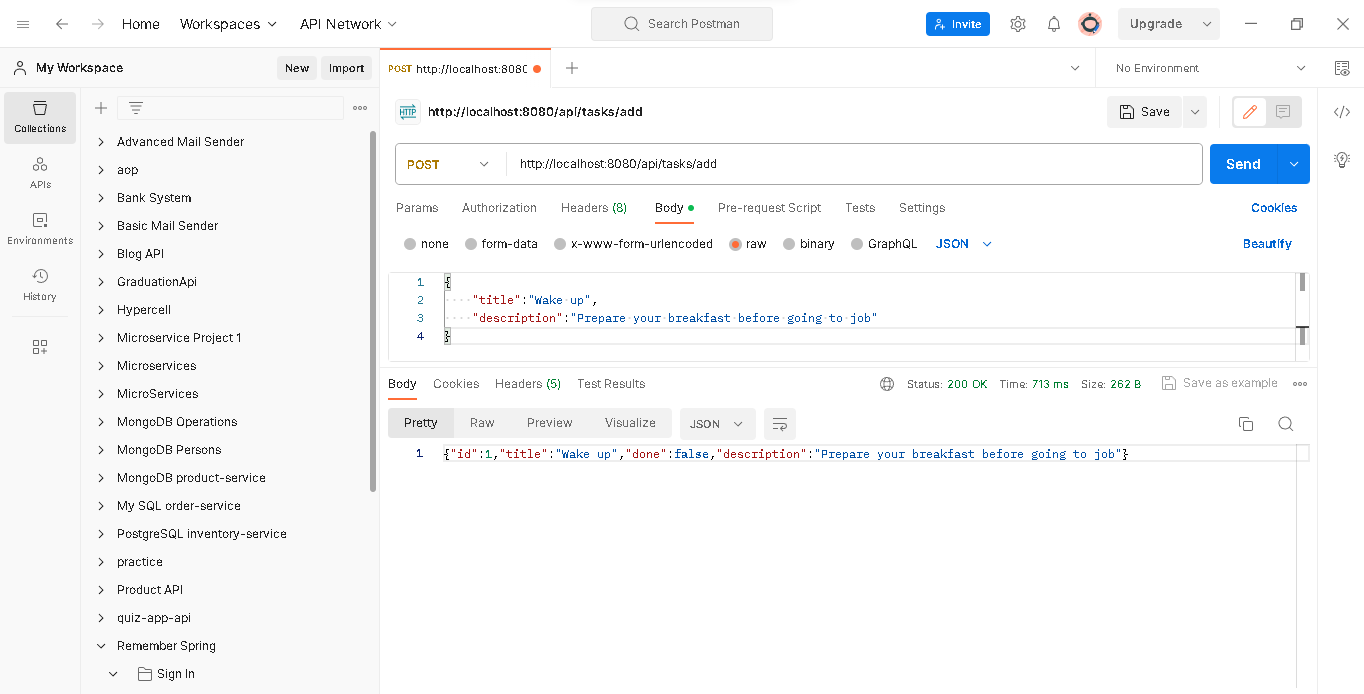 Home Workspaces API Network Search Postman Invite Upgrade
My Workspace New Import POST http://localhost:8080 No Environment
Collections
APIs
Environments
History
Advanced Mail Sender
aop
Bank System
Basic Mail Sender
Blog API
GraduationApi
Hypercell
Microservice Project 1
Microservices
MicroServices
MongoDB Operations
MongoDB Persons
MongoDB product-service
My SQL order-service
PostgreSQL inventory-service
practice
Product API
quiz-app-api
Remember Spring
Sign In
HTTP http://localhost:8080/api/tasks/add Save
POST http://localhost:8080/api/tasks/add Send
Params Authorization Headers (8) Body Pre-request Script Tests Settings Cookies
none form-data x-www-form-urlencoded raw binary GraphQL JSON Beautify
1 {
2 "title":"Wake up",
3 "description":"Prepare your breakfast before going to job"
4 }
Body Cookies Headers (5) Test Results Status: 200 OK Time: 713 ms Size: 262 B Save as example
Pretty Raw Preview Visualize JSON
1 {"id":1,"title":"Wake up","done":false,"description":"Prepare your breakfast before going to job"}